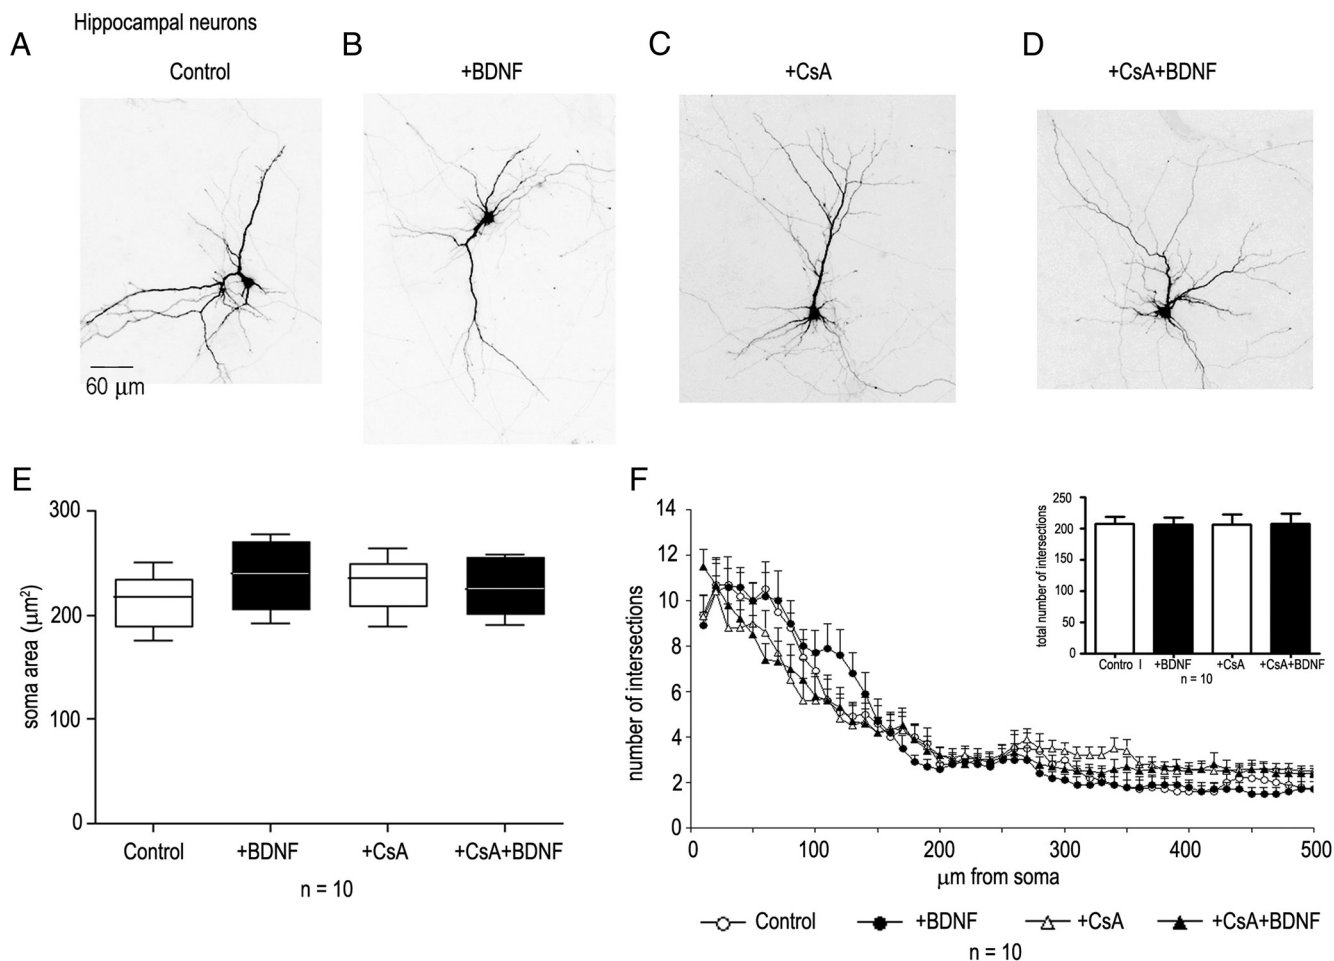 Hippocampal neurons
A
B
C
D
Control
+BDNF
+CsA
+CsA+BDNF
60 μm
E
300
200
100
0
soma area (μm²)
Control
+BDNF
+CsA
+CsA+BDNF
n = 10
F
14
12
10
8
6
4
2
0
number of intersections
0
100
200
300
400
500
μm from soma
250
200
150
100
50
0
total number of intersections
Contro l
+BDNF
+CsA
+CsA+BDNF
n = 10
Control
+BDNF
+CsA
+CsA+BDNF
n = 10